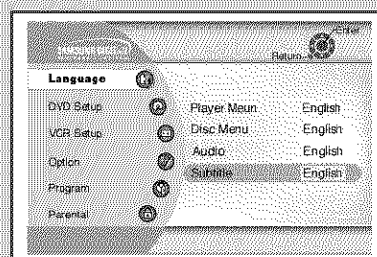 Enter
Return
Language
DVD Setup
VCR Setup
Option
Program
Parental
Player Meun English
Disc Menu English
Audio English
Subtitle English